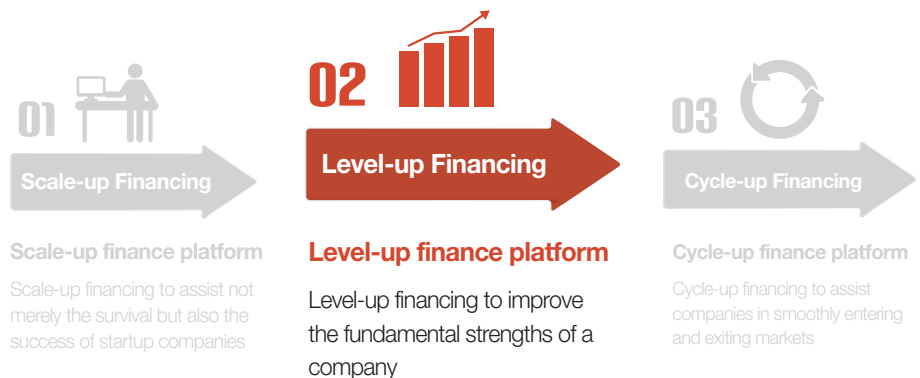 01
Scale-up Financing
Scale-up finance platform
Scale-up financing to assist not
merely the survival but also the
success of startup companies
02
Level-up Financing
Level-up finance platform
Level-up financing to improve
the fundamental strengths of a
company
03
Cycle-up Financing
Cycle-up finance platform
Cycle-up financing to assist
companies in smoothly entering
and exiting markets